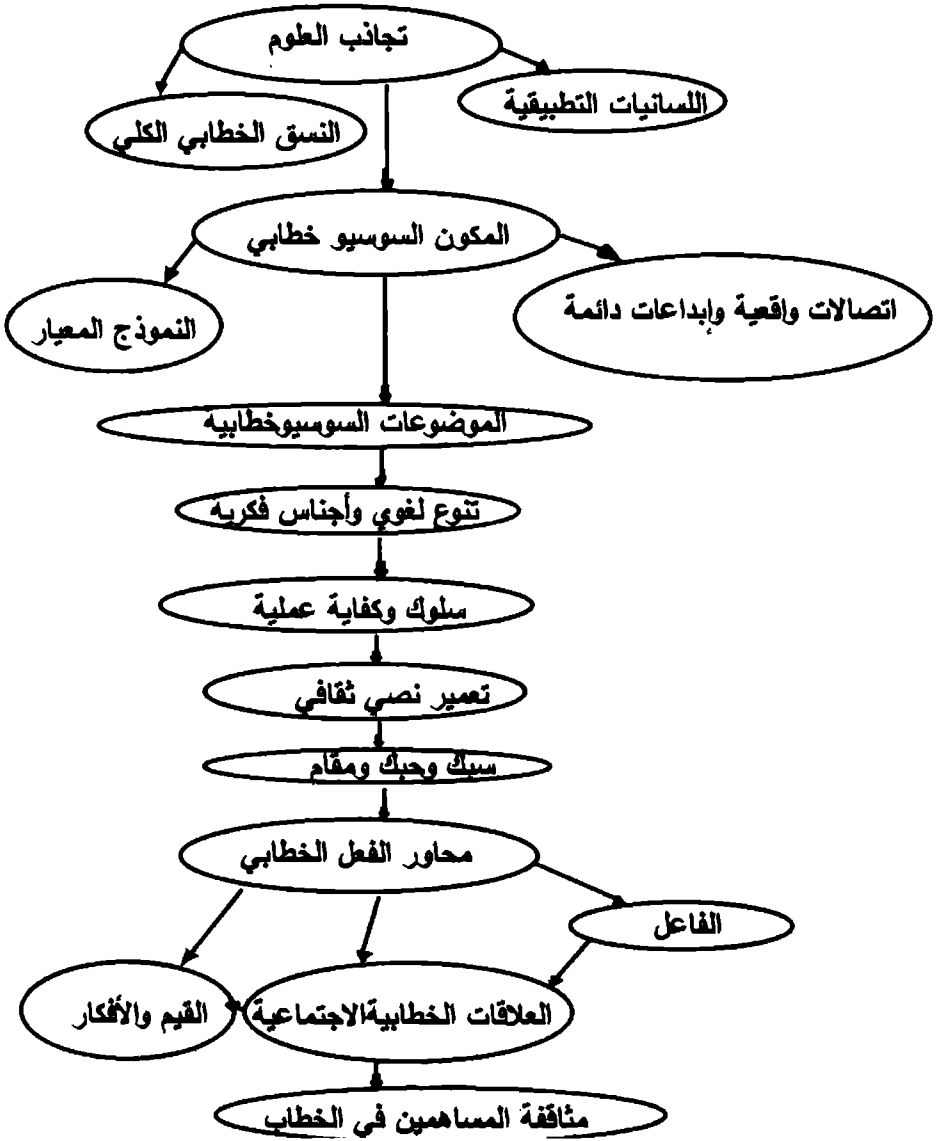 تجاذب العلوم
اللسانيات التطبيقية
النسق الخطابي الكلي
المكون السوسيو خطابي
اتصالات واقعية وإبداعات دائمة
النموذج المعيار
الموضوعات السوسيوخطابية
تنوع لغوي وأجناس فكرية
سلوك وكفاية عملية
تعمير نصي ثقافي
سبك وحبك ومقام
محاور الفعل الخطابي
الفاعل
العلاقات الخطابيةالاجتماعية
القيم والأفكار
مثاقفة المساهمين في الخطاب